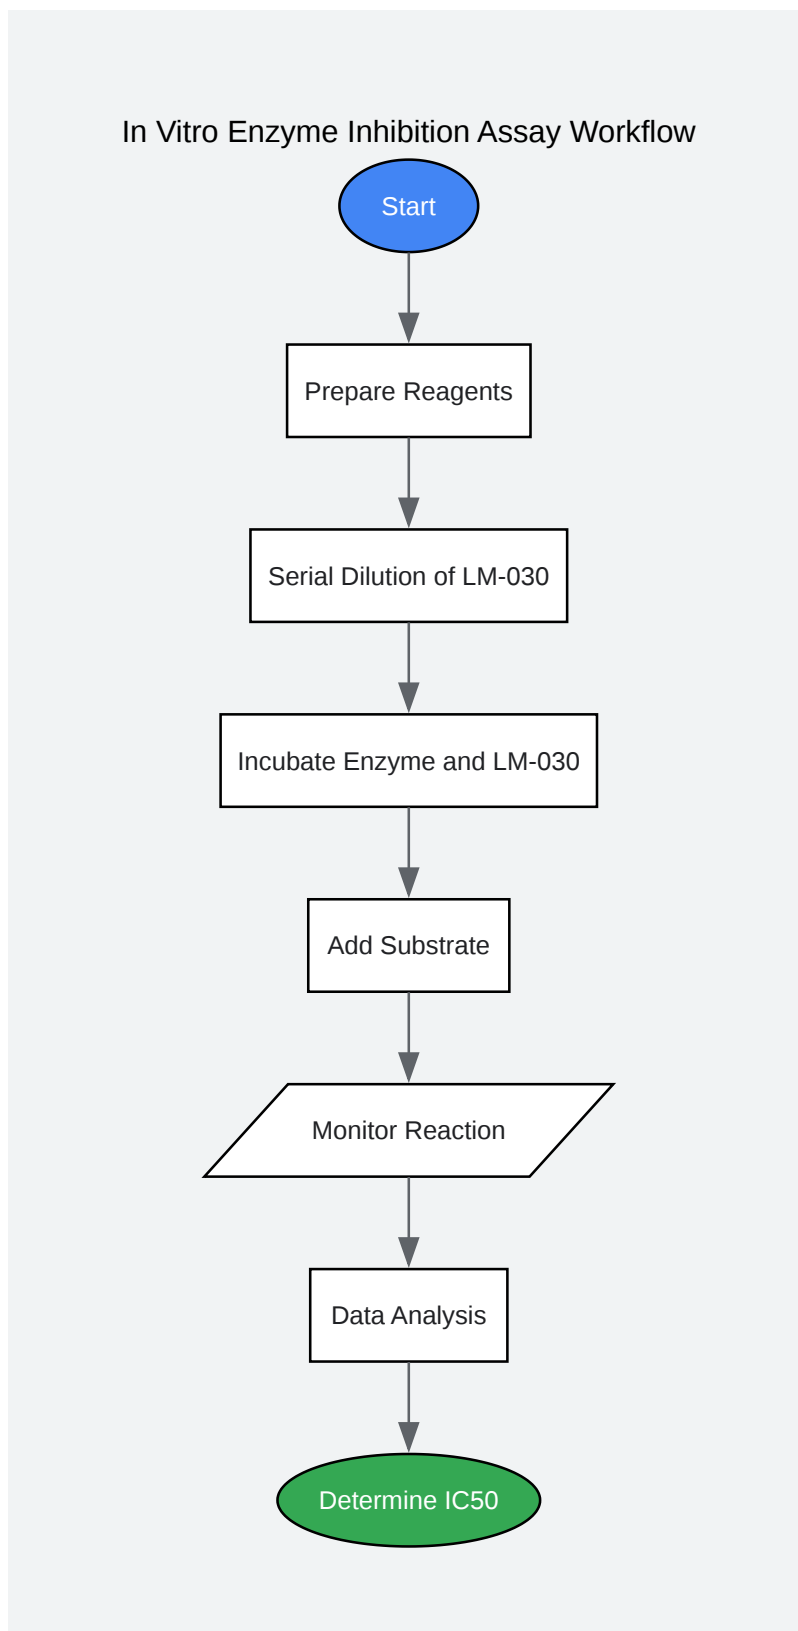 In Vitro Enzyme Inhibition Assay Workflow
Start
Prepare Reagents
Serial Dilution of LM-030
Incubate Enzyme and LM-030
Add Substrate
Monitor Reaction
Data Analysis
Determine IC50